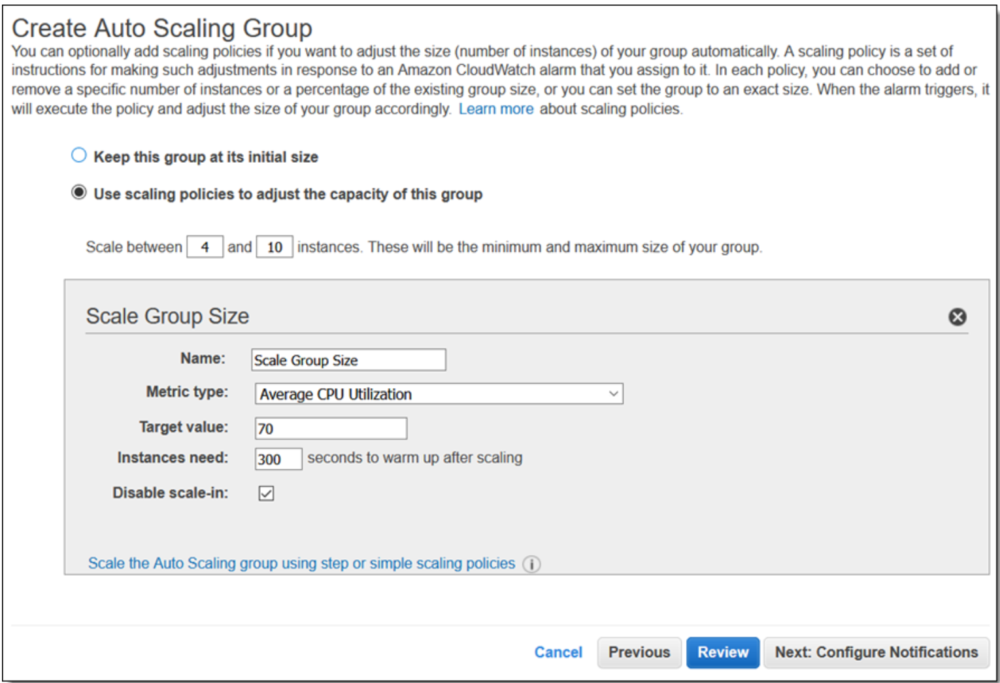 Create Auto Scaling Group
You can optionally add scaling policies if you want to adjust the size (number of instances) of your group automatically. A scaling policy is a set of
instructions for making such adjustments in response to an Amazon CloudWatch alarm that you assign to it. In each policy, you can choose to add or
remove a specific number of instances or a percentage of the existing group size, or you can set the group to an exact size. When the alarm triggers, it
will execute the policy and adjust the size of your group accordingly. Learn more about scaling policies.
Keep this group at its initial size
Use scaling policies to adjust the capacity of this group
Scale between 4 and 10 instances. These will be the minimum and maximum size of your group.
Scale Group Size
Name: Scale Group Size
Metric type: Average CPU Utilization
Target value: 70
Instances need: 300 seconds to warm up after scaling
Disable scale-in:
Scale the Auto Scaling group using step or simple scaling policies i
Cancel Previous Review Next: Configure Notifications